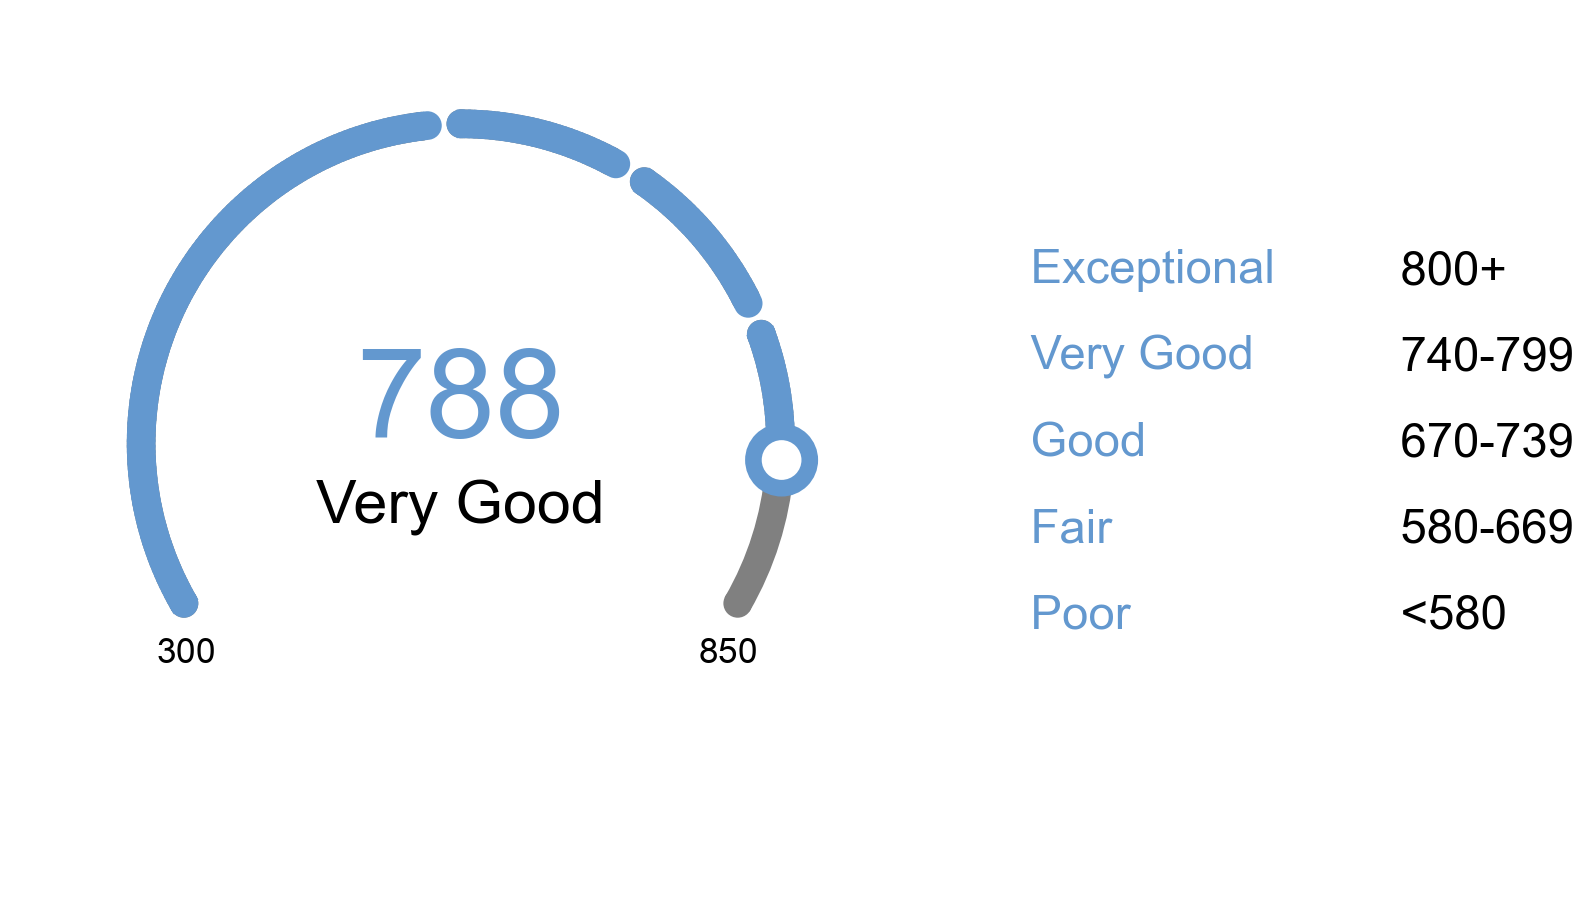 788
Very Good
300
850
Exceptional 800+
Very Good 740-799
Good 670-739
Fair 580-669
Poor <580